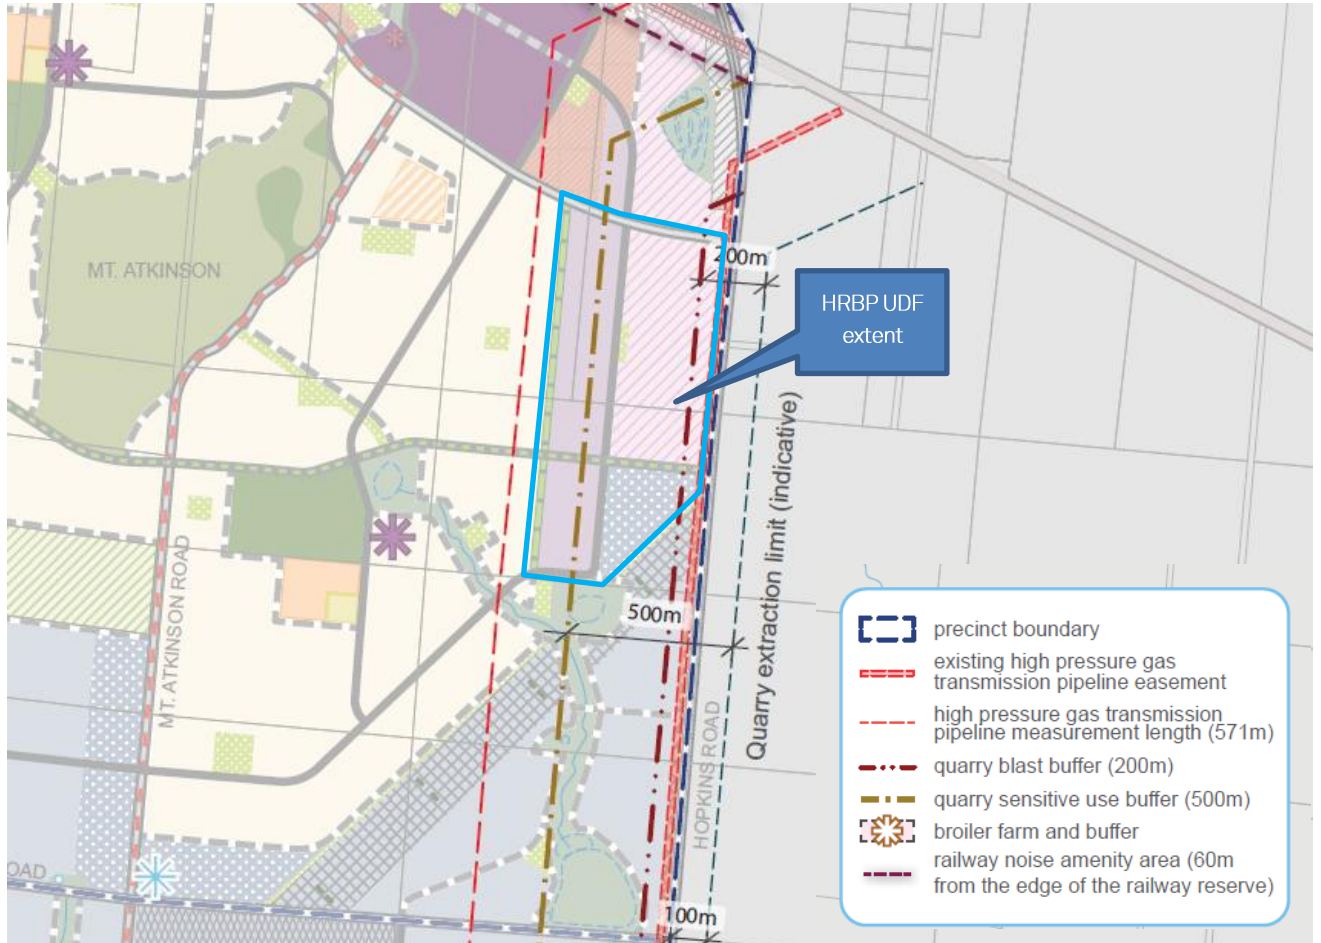 MT. ATKINSON
200m
HRBP UDF
extent
Quarry extraction limit (indicative)
MT. ATKINSON ROAD
500m
HOPKINS ROAD
OAD
100m
precinct boundary
existing high pressure gas
transmission pipeline easement
high pressure gas transmission
pipeline measurement length (571m)
quarry blast buffer (200m)
quarry sensitive use buffer (500m)
broiler farm and buffer
railway noise amenity area (60m
from the edge of the railway reserve)